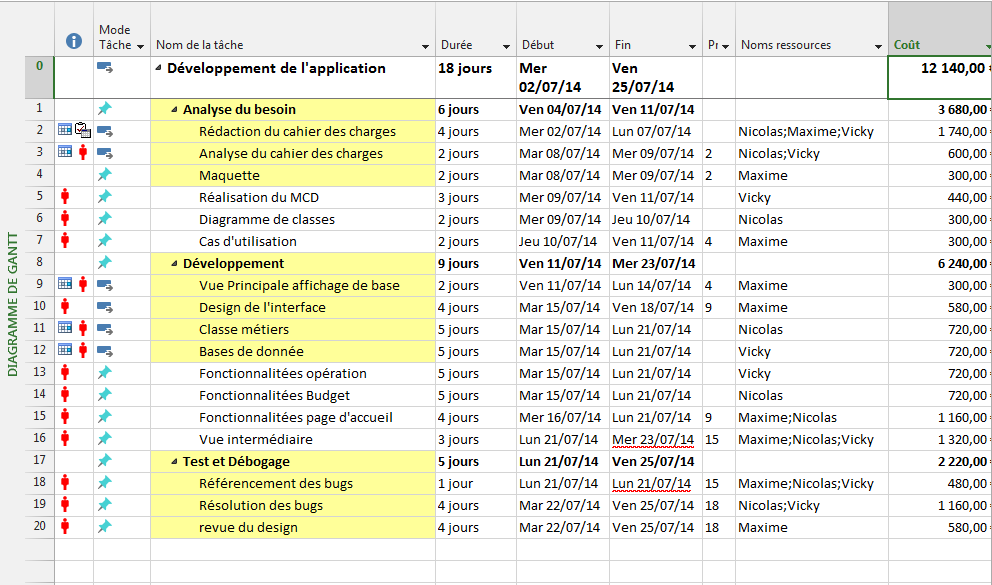 Mode Tâche Nom de la tâche Durée Début Fin Pr Noms ressources Coût
0 Développement de l'application 18 jours Mer 02/07/14 Ven 25/07/14 12 140,00
1 Analyse du besoin 6 jours Ven 04/07/14 Ven 11/07/14 3 680,00
2 Rédaction du cahier des charges 4 jours Mer 02/07/14 Lun 07/07/14 Nicolas;Maxime;Vicky 1 740,00
3 Analyse du cahier des charges 2 jours Mar 08/07/14 Mer 09/07/14 2 Nicolas;Vicky 600,00
4 Maquette 2 jours Mar 08/07/14 Mer 09/07/14 2 Maxime 300,00
5 Réalisation du MCD 3 jours Mer 09/07/14 Ven 11/07/14 Vicky 440,00
6 Diagramme de classes 2 jours Mer 09/07/14 Jeu 10/07/14 Nicolas 300,00
7 Cas d'utilisation 2 jours Jeu 10/07/14 Ven 11/07/14 4 Maxime 300,00
8 Développement 9 jours Ven 11/07/14 Mer 23/07/14 6 240,00
9 Vue Principale affichage de base 2 jours Ven 11/07/14 Lun 14/07/14 4 Maxime 300,00
10 Design de l'interface 4 jours Mar 15/07/14 Ven 18/07/14 9 Maxime 580,00
11 Classe métiers 5 jours Mar 15/07/14 Lun 21/07/14 Nicolas 720,00
12 Bases de donnée 5 jours Mar 15/07/14 Lun 21/07/14 Vicky 720,00
13 Fonctionnalitées opération 5 jours Mar 15/07/14 Lun 21/07/14 Vicky 720,00
14 Fonctionnalitées Budget 5 jours Mar 15/07/14 Lun 21/07/14 Nicolas 720,00
15 Fonctionnalitées page d'accueil 4 jours Mer 16/07/14 Lun 21/07/14 9 Maxime;Nicolas 1 160,00
16 Vue intermédiaire 3 jours Lun 21/07/14 Mer 23/07/14 15 Maxime;Nicolas;Vicky 1 320,00
17 Test et Débogage 5 jours Lun 21/07/14 Ven 25/07/14 2 220,00
18 Référencement des bugs 1 jour Lun 21/07/14 Lun 21/07/14 15 Maxime;Nicolas;Vicky 480,00
19 Résolution des bugs 4 jours Mar 22/07/14 Ven 25/07/14 18 Nicolas;Vicky 1 160,00
20 revue du design 4 jours Mar 22/07/14 Ven 25/07/14 18 Maxime 580,00
DIAGRAMME DE GANTT